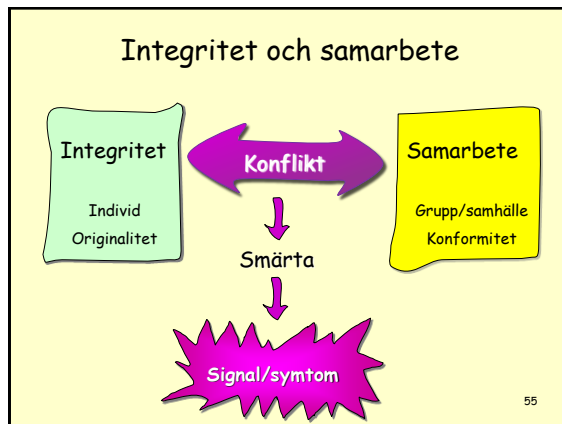 Integritet och samarbete
Integritet
Individ
Originalitet
Konflikt
Samarbete
Grupp/samhälle
Konformitet
Smärta
Signal/symtom
55